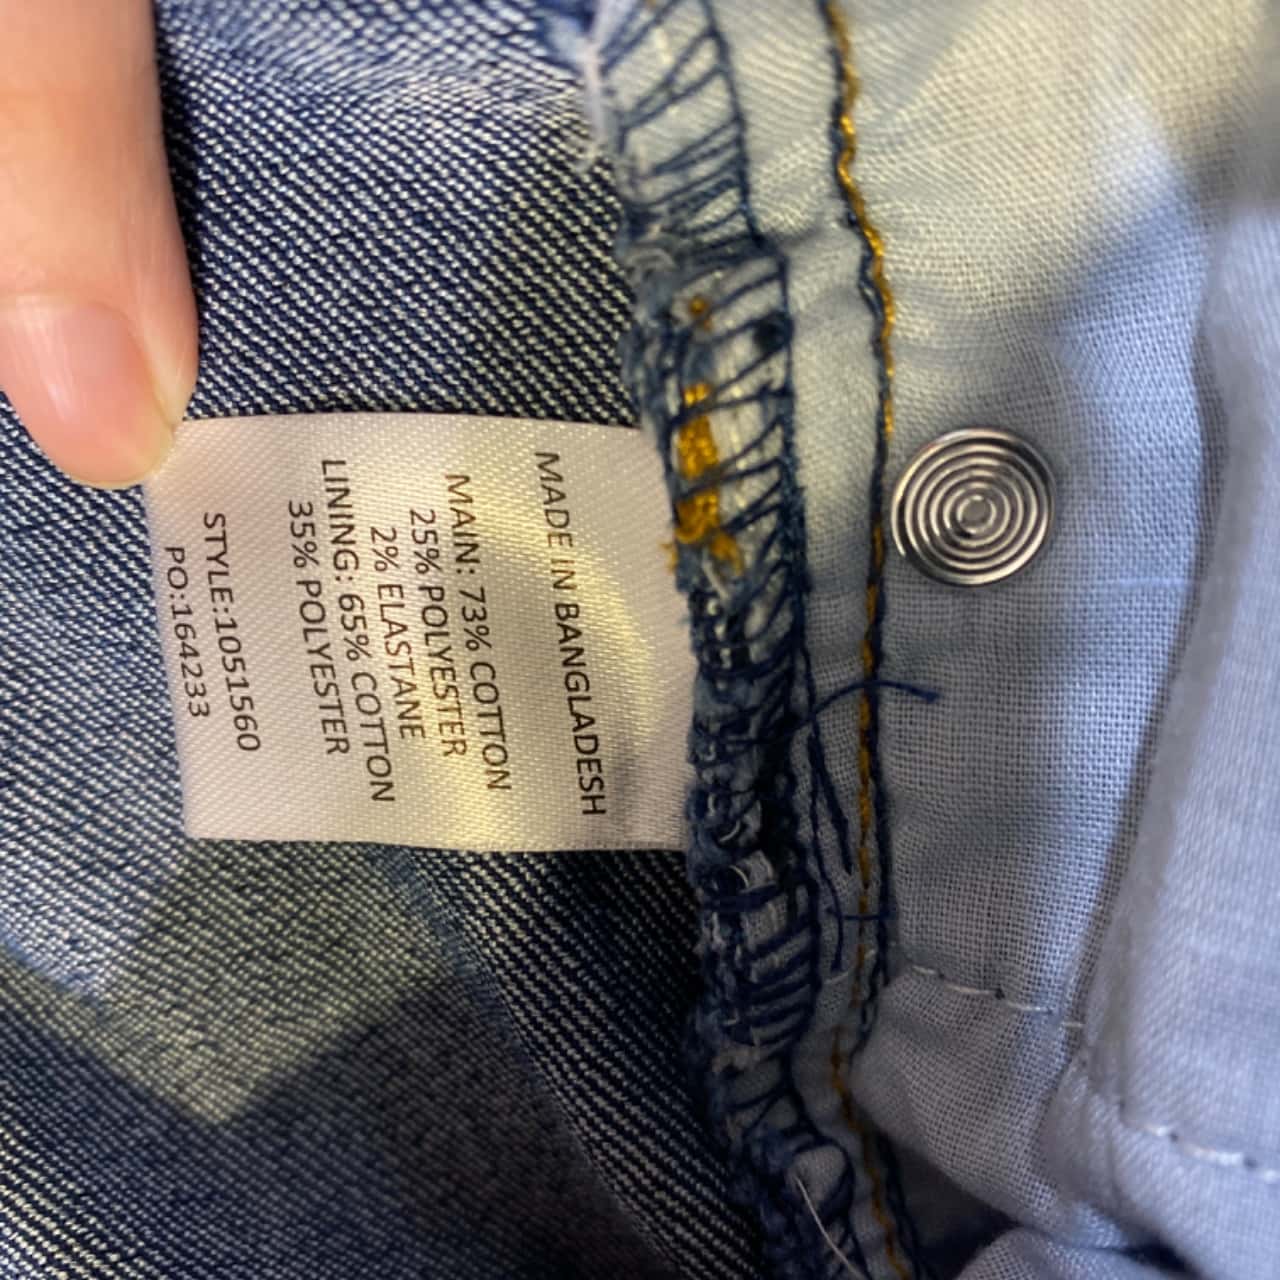 MADE IN BANGLADESH
MAIN: 73% COTTON
25% POLYESTER
2% ELASTANE
LINING: 65% COTTON
35% POLYESTER
STYLE:1051560
PO:164233